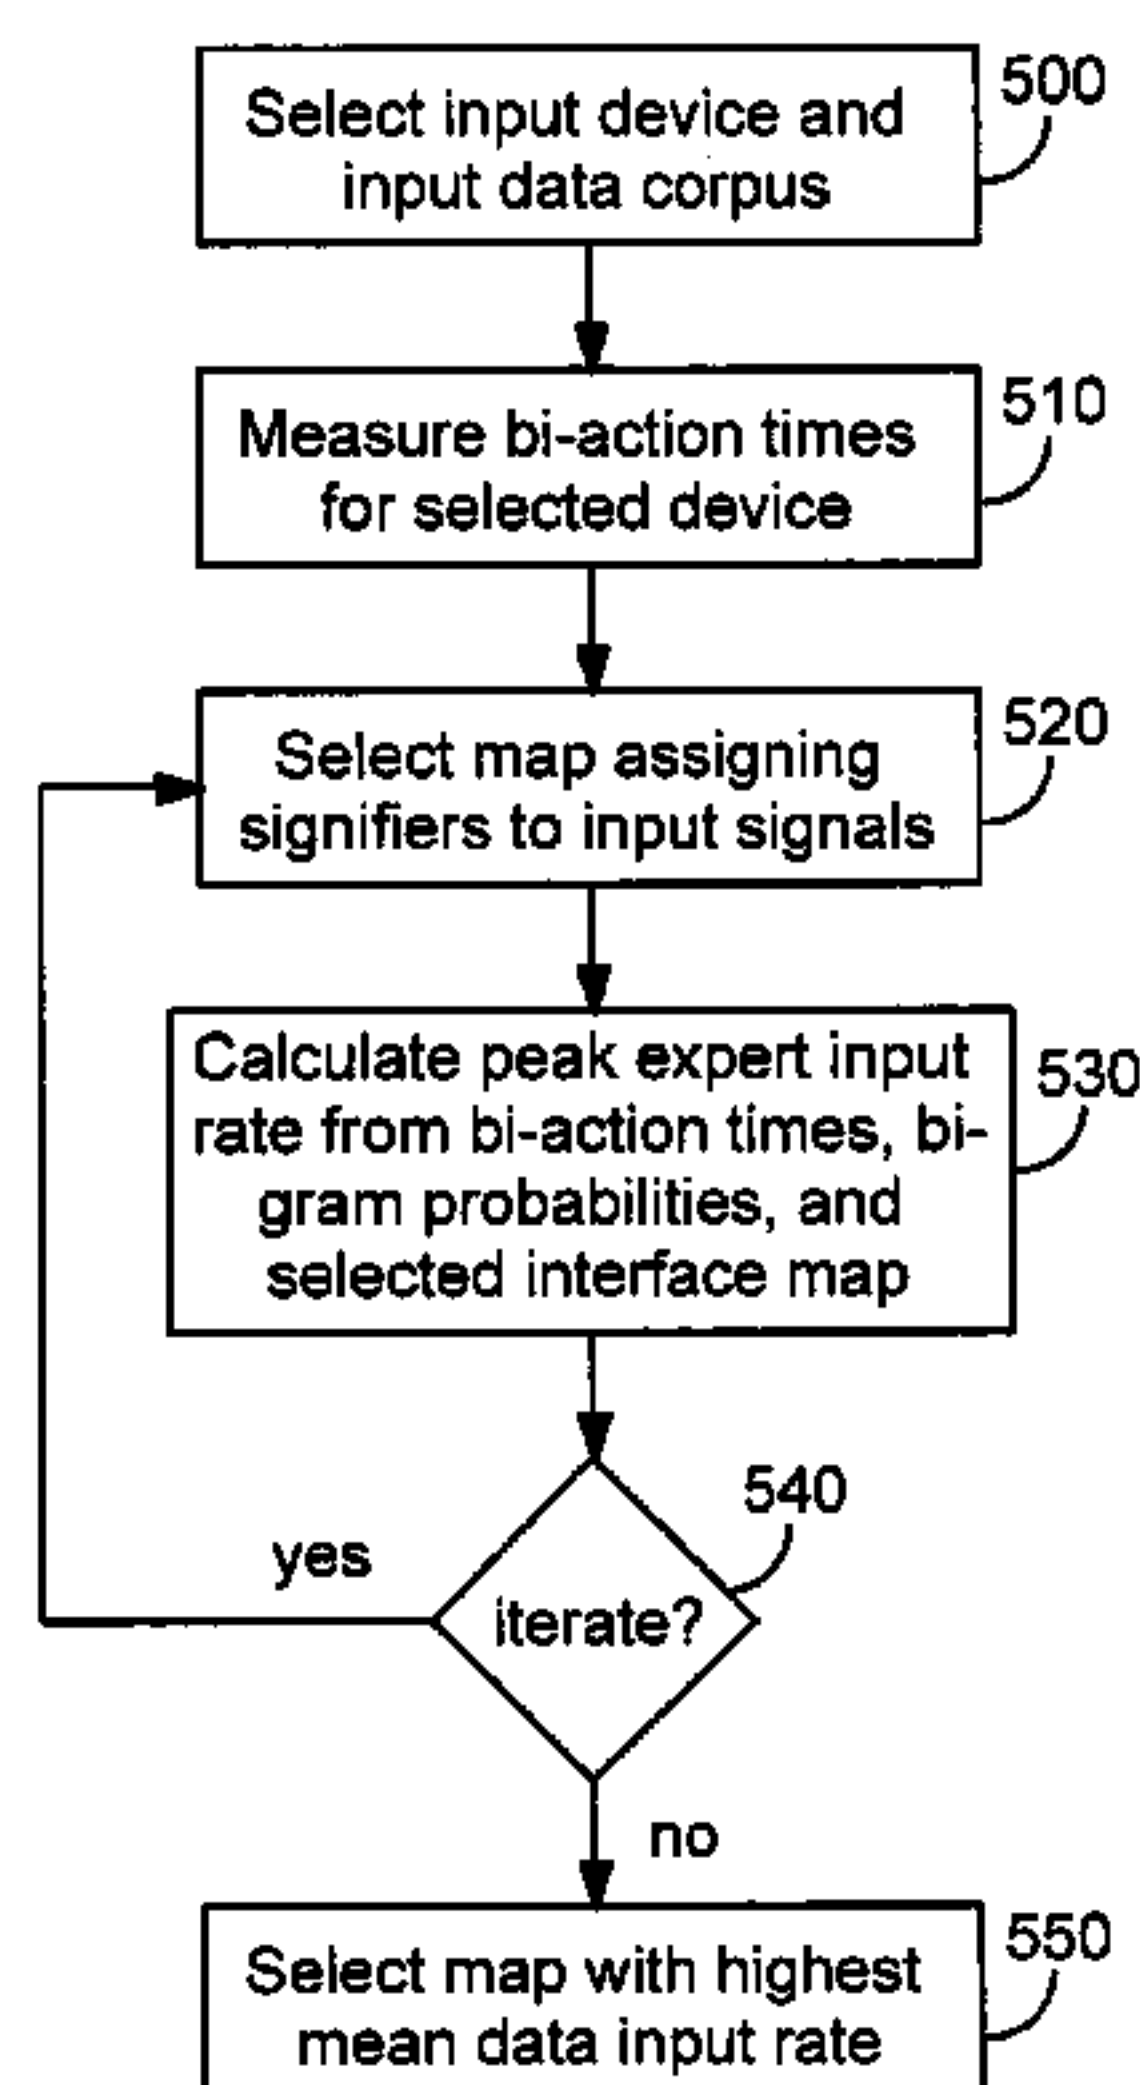 500
Select input device and
input data corpus
510
Measure bi-action times
for selected device
520
Select map assigning
signifiers to input signals
530
Calculate peak expert input
rate from bi-action times, bi-
gram probabilities, and
selected interface map
540
yes
iterate?
no
550
Select map with highest
mean data input rate